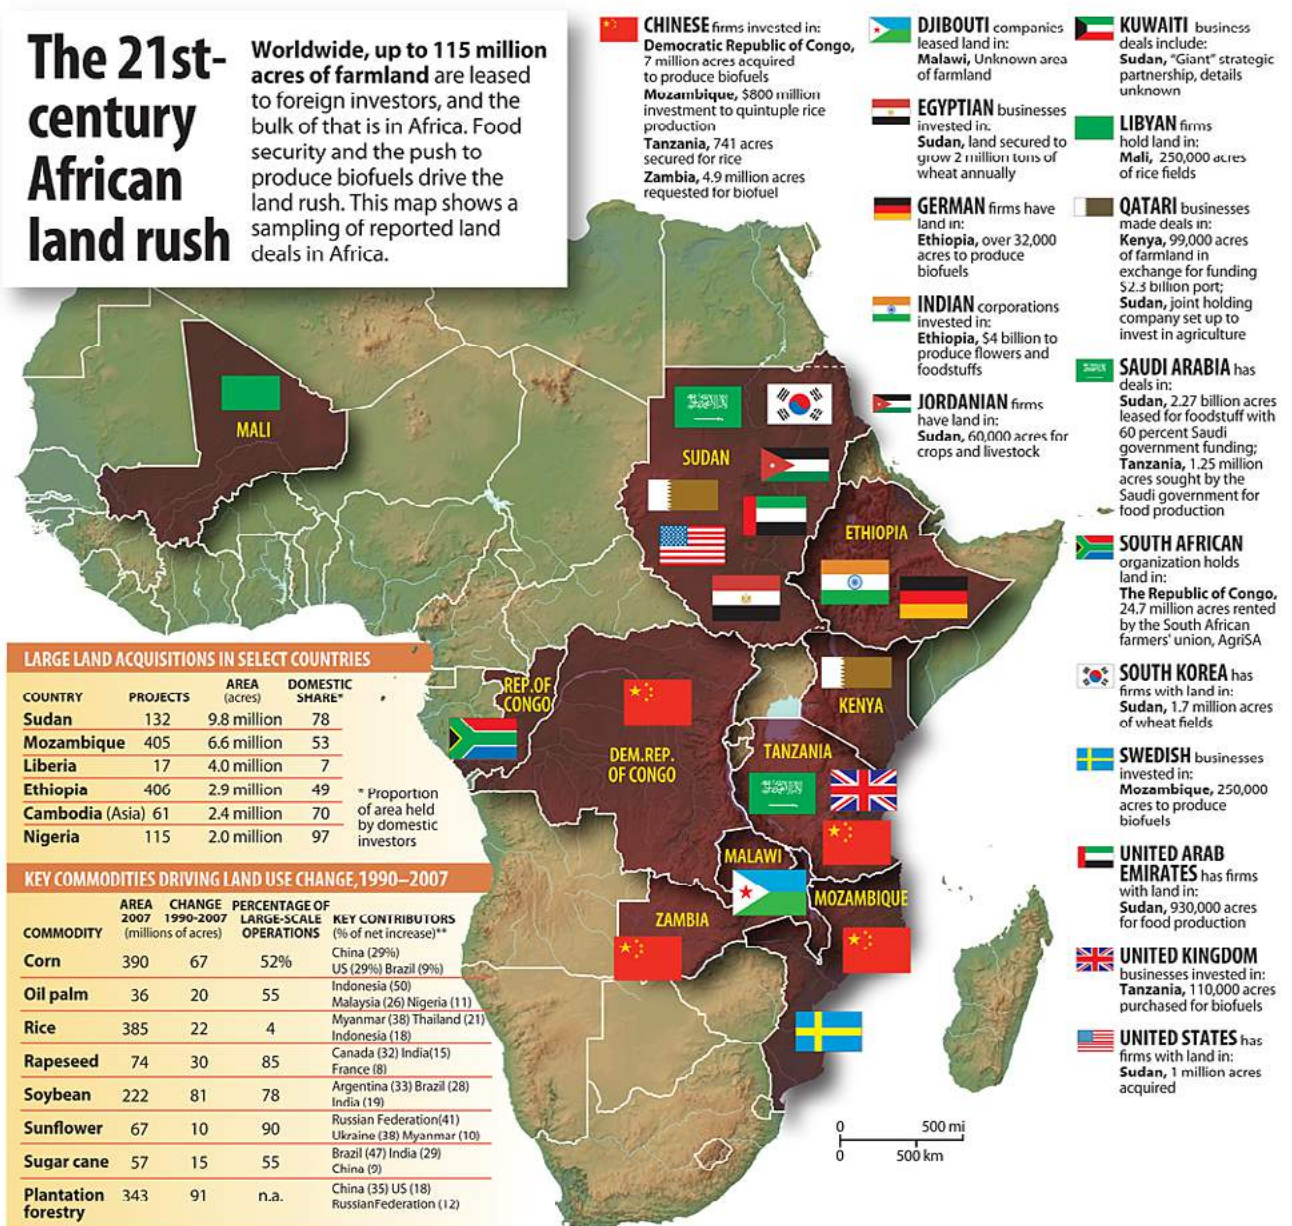 The 21st-
century
African
land rush
Worldwide, up to 115 million
acres of farmland are leased
to foreign investors, and the
bulk of that is in Africa. Food
security and the push to
produce biofuels drive the
land rush. This map shows a
sampling of reported land
deals in Africa.
CHINESE firms invested in:
Democratic Republic of Congo,
7 million acres acquired
to produce biofuels
Mozambique, $800 million
investment to quintuple rice
production
Tanzania, 741 acres
secured for rice
Zambia, 4.9 million acres
requested for biofuel
DJIBOUTI companies
leased land in:
Malawi, Unknown area
of farmland
EGYPTIAN businesses
invested in:
Sudan, land secured to
grow 2 million tons of
wheat annually
GERMAN firms have
land in:
Ethiopia, over 32,000
acres to produce
biofuels
INDIAN corporations
invested in:
Ethiopia, $4 billion to
produce flowers and
foodstuffs
JORDANIAN firms
have land in:
Sudan, 60,000 acres for
crops and livestock
KUWAITI business
deals include:
Sudan, "Giant" strategic
partnership, details
unknown
LIBYAN firms
hold land in:
Mali, 250,000 acres
of rice fields
QATARI businesses
made deals in:
Kenya, 99,000 acres
of farmland in
exchange for funding
$2.3 billion port;
Sudan, joint holding
company set up to
invest in agriculture
SAUDI ARABIA has
deals in:
Sudan, 2.27 billion acres
leased for foodstuff with
60 percent Saudi
government funding;
Tanzania, 1.25 million
acres sought by the
Saudi government for
food production
SOUTH AFRICAN
organization holds
land in:
The Republic of Congo,
24.7 million acres rented
by the South African
farmers' union, AgriSA
SOUTH KOREA has
firms with land in:
Sudan, 1.7 million acres
of wheat fields
SWEDISH businesses
invested in:
Mozambique, 250,000
acres to produce
biofuels
UNITED ARAB
EMIRATES has firms
with land in:
Sudan, 930,000 acres
for food production
UNITED KINGDOM
businesses invested in:
Tanzania, 110,000 acres
purchased for biofuels
UNITED STATES has
firms with land in:
Sudan, 1 million acres
acquired
MALI
SUDAN
ETHIOPIA
REP.OF
CONGO
KENYA
DEM.REP.
OF CONGO
TANZANIA
MALAWI
MOZAMBIQUE
ZAMBIA
0 500 mi
0 500 km
LARGE LAND ACQUISITIONS IN SELECT COUNTRIES
COUNTRY PROJECTS AREA (acres) DOMESTIC SHARE*
Sudan 132 9.8 million 78
Mozambique 405 6.6 million 53
Liberia 17 4.0 million 7
Ethiopia 406 2.9 million 49
Cambodia (Asia) 61 2.4 million 70
Nigeria 115 2.0 million 97
* Proportion
of area held
by domestic
investors
KEY COMMODITIES DRIVING LAND USE CHANGE,1990–2007
COMMODITY AREA 2007 CHANGE 1990-2007 (millions of acres) PERCENTAGE OF LARGE-SCALE OPERATIONS KEY CONTRIBUTORS (% of net increase)**
Corn 390 67 52% China (29%)
US (29%) Brazil (9%)
Oil palm 36 20 55 Indonesia (50)
Malaysia (26) Nigeria (11)
Rice 385 22 4 Myanmar (38) Thailand (21)
Indonesia (18)
Rapeseed 74 30 85 Canada (32) India(15)
France (8)
Soybean 222 81 78 Argentina (33) Brazil (28)
India (19)
Sunflower 67 10 90 Russian Federation(41)
Ukraine (38) Myanmar (10)
Sugar cane 57 15 55 Brazil (47) India (29)
China (9)
Plantation forestry 343 91 n.a. China (35) US (18)
RussianFederation (12)